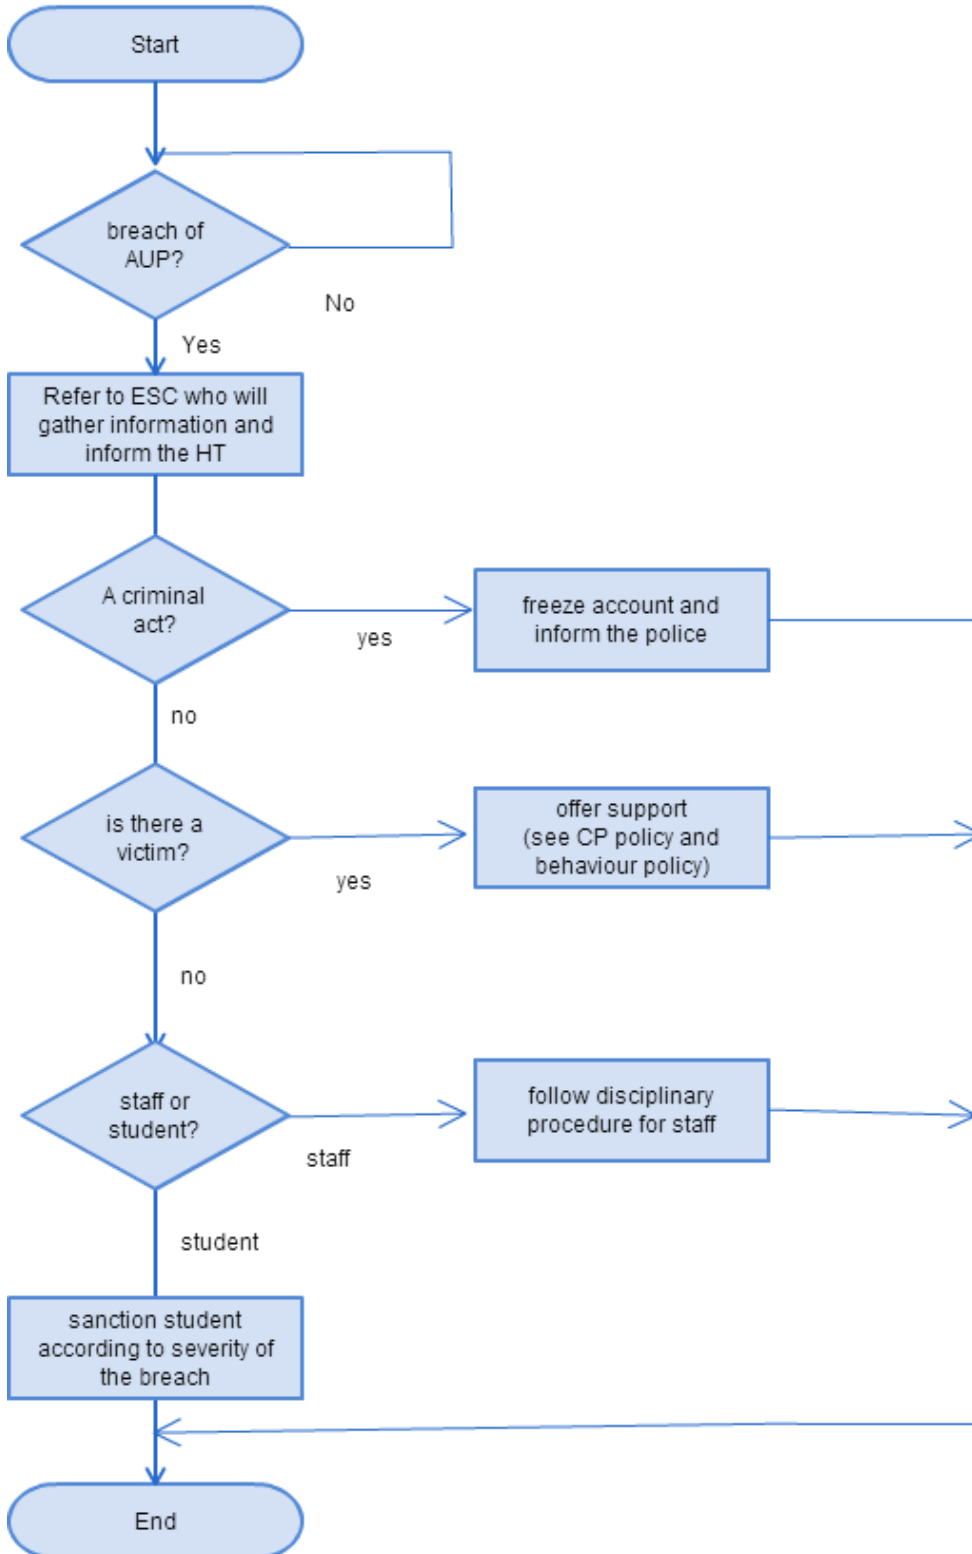 Start
breach of
AUP?
No
Yes
Refer to ESC who will
gather information and
inform the HT
A criminal
act?
yes
freeze account and
inform the police
no
is there a
victim?
yes
offer support
(see CP policy and
behaviour policy)
no
staff or
student?
staff
follow disciplinary
procedure for staff
student
sanction student
according to severity of
the breach
End